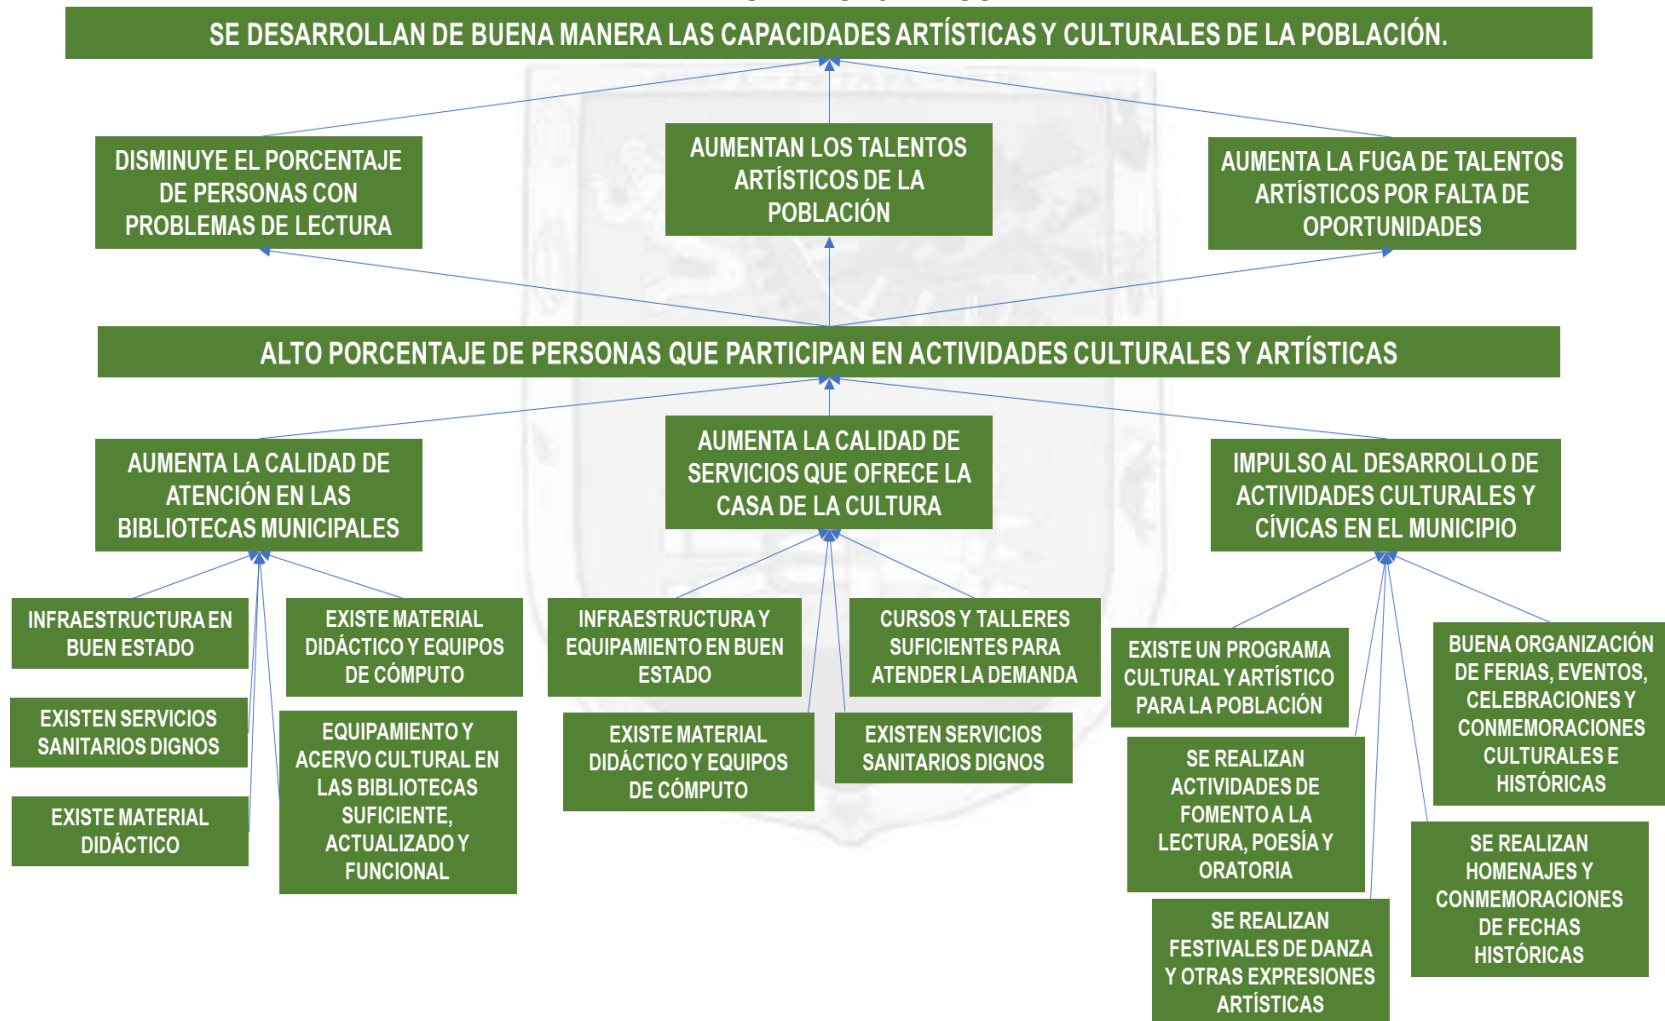 SE DESARROLLAN DE BUENA MANERA LAS CAPACIDADES ARTÍSTICAS Y CULTURALES DE LA POBLACIÓN.
DISMINUYE EL PORCENTAJE
DE PERSONAS CON
PROBLEMAS DE LECTURA
AUMENTAN LOS TALENTOS
ARTÍSTICOS DE LA
POBLACIÓN
AUMENTA LA FUGA DE TALENTOS
ARTÍSTICOS POR FALTA DE
OPORTUNIDADES
ALTO PORCENTAJE DE PERSONAS QUE PARTICIPAN EN ACTIVIDADES CULTURALES Y ARTÍSTICAS
AUMENTA LA CALIDAD DE
ATENCIÓN EN LAS
BIBLIOTECAS MUNICIPALES
AUMENTA LA CALIDAD DE
SERVICIOS QUE OFRECE LA
CASA DE LA CULTURA
IMPULSO AL DESARROLLO DE
ACTIVIDADES CULTURALES Y
CÍVICAS EN EL MUNICIPIO
INFRAESTRUCTURA EN
BUEN ESTADO
EXISTE MATERIAL
DIDÁCTICO Y EQUIPOS
DE CÓMPUTO
EXISTEN SERVICIOS
SANITARIOS DIGNOS
EQUIPAMIENTO Y
ACERVO CULTURAL EN
LAS BIBLIOTECAS
SUFICIENTE,
ACTUALIZADO Y
FUNCIONAL
EXISTE MATERIAL
DIDÁCTICO
INFRAESTRUCTURA Y
EQUIPAMIENTO EN BUEN
ESTADO
CURSOS Y TALLERES
SUFICIENTES PARA
ATENDER LA DEMANDA
EXISTE MATERIAL
DIDÁCTICO Y EQUIPOS
DE CÓMPUTO
EXISTEN SERVICIOS
SANITARIOS DIGNOS
EXISTE UN PROGRAMA
CULTURAL Y ARTÍSTICO
PARA LA POBLACIÓN
BUENA ORGANIZACIÓN
DE FERIAS, EVENTOS,
CELEBRACIONES Y
CONMEMORACIONES
CULTURALES E
HISTÓRICAS
SE REALIZAN
ACTIVIDADES DE
FOMENTO A LA
LECTURA, POESÍA Y
ORATORIA
SE REALIZAN
HOMENAJES Y
CONMEMORACIONES
DE FECHAS
HISTÓRICAS
SE REALIZAN
FESTIVALES DE DANZA
Y OTRAS EXPRESIONES
ARTÍSTICAS